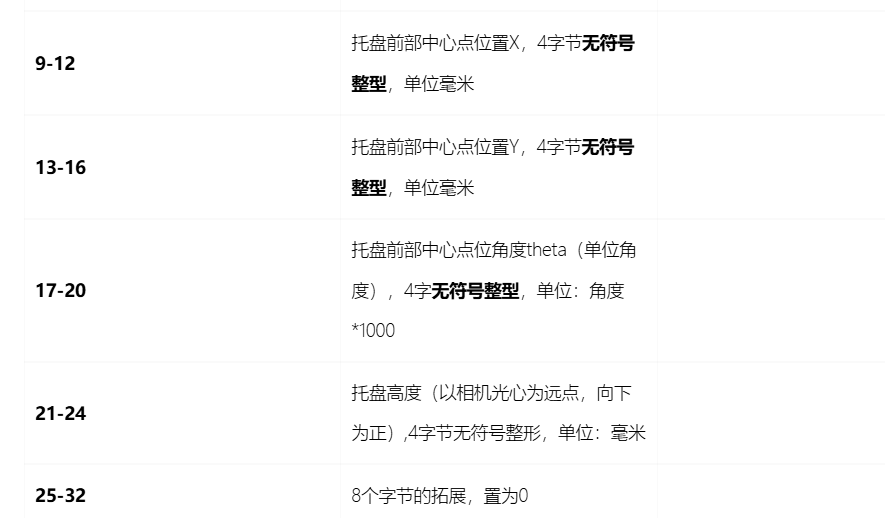 9-12
托盘前部中心点位置X，4字节无符号
整型，单位毫米
13-16
托盘前部中心点位置Y，4字节无符号
整型，单位毫米
17-20
托盘前部中心点位角度theta（单位角
度），4字无符号整型，单位：角度
*1000
21-24
托盘高度（以相机光心为远点，向下
为正）,4字节无符号整形，单位：毫米
25-32
8个字节的拓展，置为0